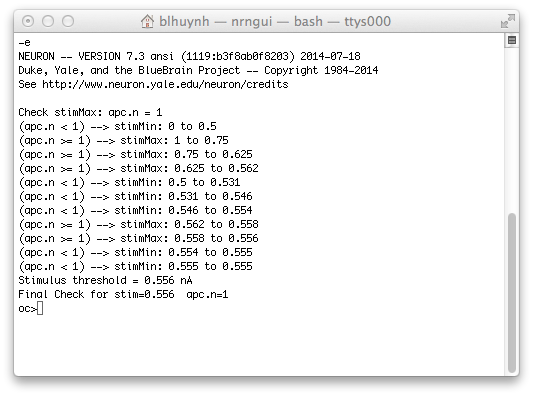 blhuynh — nrngui — bash — ttys000
-e
NEURON -- VERSION 7.3 ansi (1119:b3f8ab0f8203) 2014-07-18
Duke, Yale, and the BlueBrain Project -- Copyright 1984-2014
See http://www.neuron.yale.edu/neuron/credits
Check stimMax: apc.n = 1
(apc.n < 1) --> stimMin: 0 to 0.5
(apc.n >= 1) --> stimMax: 1 to 0.75
(apc.n >= 1) --> stimMax: 0.75 to 0.625
(apc.n >= 1) --> stimMax: 0.625 to 0.562
(apc.n < 1) --> stimMin: 0.5 to 0.531
(apc.n < 1) --> stimMin: 0.531 to 0.546
(apc.n < 1) --> stimMin: 0.546 to 0.554
(apc.n >= 1) --> stimMax: 0.562 to 0.558
(apc.n >= 1) --> stimMax: 0.558 to 0.556
(apc.n < 1) --> stimMin: 0.554 to 0.555
(apc.n < 1) --> stimMin: 0.555 to 0.555
Stimulus threshold = 0.556 nA
Final Check for stim=0.556  apc.n=1
oc>